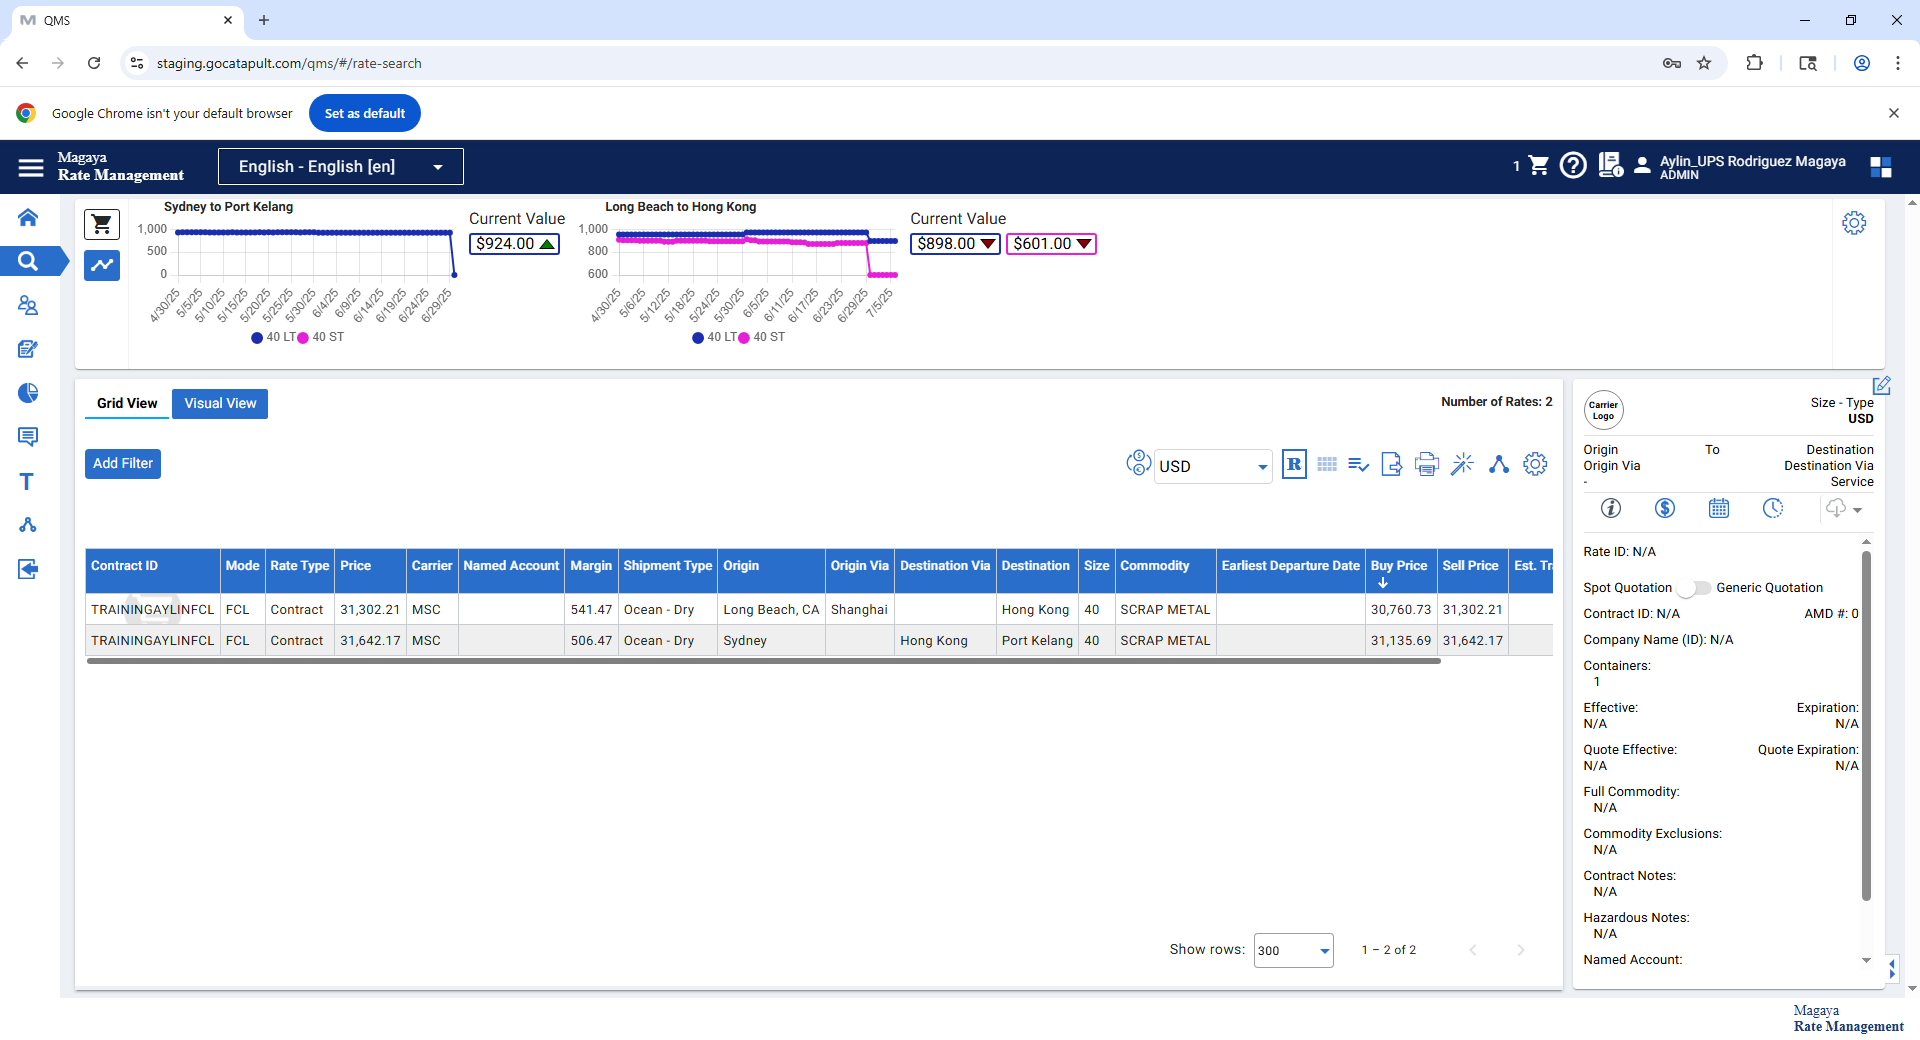 QMS
staging.gocatapult.com/qms/#/rate-search
Google Chrome isn't your default browser
Set as default
Magaya
Rate Management
English - English [en]
1
Aylin_UPS Rodriguez Magaya
ADMIN
Sydney to Port Kelang
1,000
500
0
4/30/25 5/5/25 5/10/25 5/15/25 5/20/25 5/25/25 5/30/25 6/4/25 6/9/25 6/14/25 6/19/25 6/24/25 6/29/25
40 LT 40 ST
Current Value
$924.00
Long Beach to Hong Kong
1,000
800
600
4/30/25 5/6/25 5/12/25 5/18/25 5/24/25 5/30/25 6/5/25 6/11/25 6/17/25 6/23/25 6/29/25 7/5/25
40 LT 40 ST
Current Value
$898.00 $601.00
Grid View Visual View
Number of Rates: 2
Add Filter
USD
R
Contract ID Mode Rate Type Price Carrier Named Account Margin Shipment Type Origin Origin Via Destination Via Destination Size Commodity Earliest Departure Date Buy Price Sell Price Est. Tr
TRAININGAYLINFCL FCL Contract 31,302.21 MSC 541.47 Ocean - Dry Long Beach, CA Shanghai Hong Kong 40 SCRAP METAL 30,760.73 31,302.21
TRAININGAYLINFCL FCL Contract 31,642.17 MSC 506.47 Ocean - Dry Sydney Hong Kong Port Kelang 40 SCRAP METAL 31,135.69 31,642.17
Show rows: 300 1 – 2 of 2
Carrier
Logo
Size - Type
USD
Origin To Destination
Origin Via Destination Via
- Service
Rate ID: N/A
Spot Quotation Generic Quotation
Contract ID: N/A AMD #: 0
Company Name (ID): N/A
Containers:
1
Effective: Expiration:
N/A N/A
Quote Effective: Quote Expiration:
N/A N/A
Full Commodity:
N/A
Commodity Exclusions:
N/A
Contract Notes:
N/A
Hazardous Notes:
N/A
Named Account:
Magaya
Rate Management